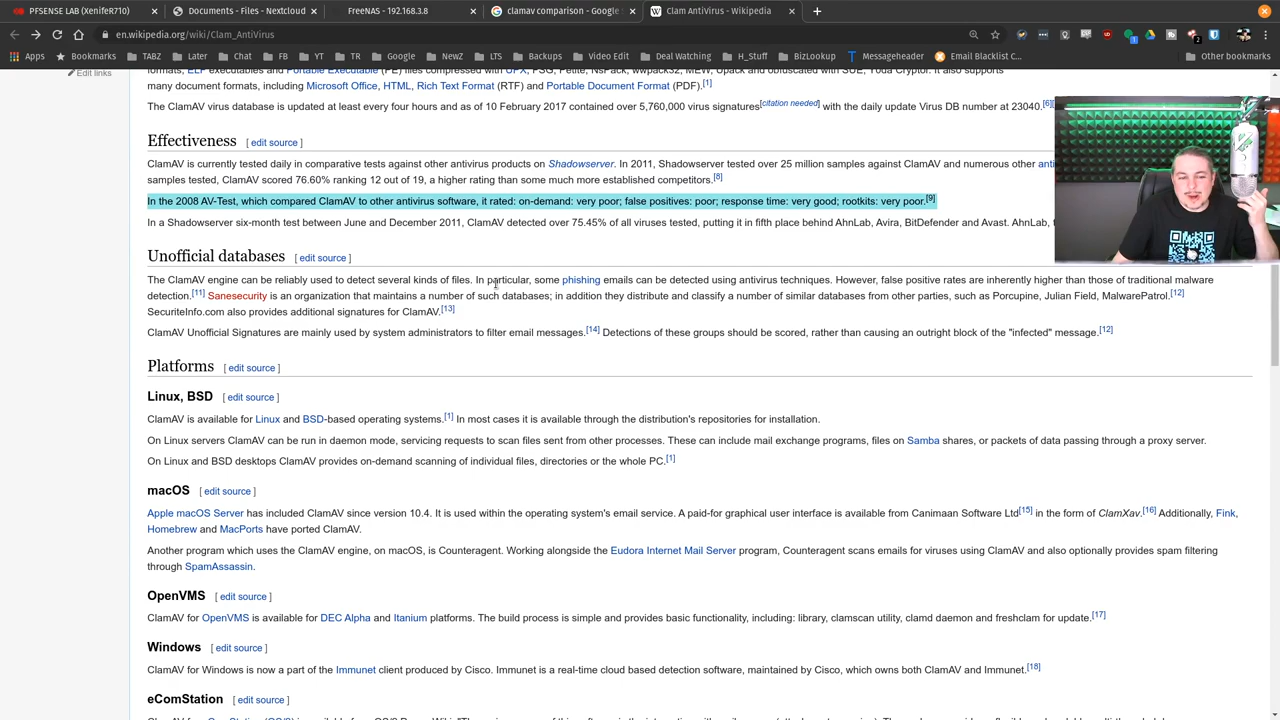 PFSENSE LAB
Documents - Files - Nextcloud
FreeNAS - 192.168.3.8
clamav comparison - Google S
Clam AntiVirus - Wikipedia
Xenifer870)
en.wikipedia.org/wiki/Clam_AntiVirus
Apps Bookmarks TABZ Later Chat FB YT TR Google NewZ LTS Backups Video Edit Deal Watching H_Stuff BizLookup Messageheader Email Blacklist C... Other bookmarks
Edit links
formats, ELF executables and Portable Executable (PE) files compressed with UPX, FSG, Petite, NsPack, wwpack32, MEW, Upack and obfuscated with SUE, Yoda Cryptor. It also supports
many document formats, including Microsoft Office, HTML, Rich Text Format (RTF) and Portable Document Format (PDF).[1]
The ClamAV virus database is updated at least every four hours and as of 10 February 2017 contained over 5,760,000 virus signatures[citation needed] with the daily update Virus DB number at 23040.[6]
Effectiveness [ edit source ]
ClamAV is currently tested daily in comparative tests against other antivirus products on Shadowserver. In 2011, Shadowserver tested over 25 million samples against ClamAV and numerous other anti
samples tested, ClamAV scored 76.60% ranking 12 out of 19, a higher rating than some much more established competitors.[8]
In the 2008 AV-Test, which compared ClamAV to other antivirus software, it rated: on-demand: very poor; false positives: poor; response time: very good; rootkits: very poor.[9]
In a Shadowserver six-month test between June and December 2011, ClamAV detected over 75.45% of all viruses tested, putting it in fifth place behind AhnLab, Avira, BitDefender and Avast. AhnLab, t
Unofficial databases [ edit source ]
The ClamAV engine can be reliably used to detect several kinds of files. In particular, some phishing emails can be detected using antivirus techniques. However, false positive rates are inherently higher than those of traditional malware
detection.[11] Sanesecurity is an organization that maintains a number of such databases; in addition they distribute and classify a number of similar databases from other parties, such as Porcupine, Julian Field, MalwarePatrol.[12]
SecuriteInfo.com also provides additional signatures for ClamAV.[13]
ClamAV Unofficial Signatures are mainly used by system administrators to filter email messages.[14] Detections of these groups should be scored, rather than causing an outright block of the "infected" message.[12]
Platforms [ edit source ]
Linux, BSD [ edit source ]
ClamAV is available for Linux and BSD-based operating systems.[1] In most cases it is available through the distribution's repositories for installation.
On Linux servers ClamAV can be run in daemon mode, servicing requests to scan files sent from other processes. These can include mail exchange programs, files on Samba shares, or packets of data passing through a proxy server.
On Linux and BSD desktops ClamAV provides on-demand scanning of individual files, directories or the whole PC.[1]
macOS [ edit source ]
Apple macOS Server has included ClamAV since version 10.4. It is used within the operating system's email service. A paid-for graphical user interface is available from Canimaan Software Ltd[15] in the form of ClamXav.[16] Additionally, Fink,
Homebrew and MacPorts have ported ClamAV.
Another program which uses the ClamAV engine, on macOS, is Counteragent. Working alongside the Eudora Internet Mail Server program, Counteragent scans emails for viruses using ClamAV and also optionally provides spam filtering
through SpamAssassin.
OpenVMS [ edit source ]
ClamAV for OpenVMS is available for DEC Alpha and Itanium platforms. The build process is simple and provides basic functionality, including: library, clamscan utility, clamd daemon and freshclam for update.[17]
Windows [ edit source ]
ClamAV for Windows is now a part of the Immunet client produced by Cisco. Immunet is a real-time cloud based detection software, maintained by Cisco, which owns both ClamAV and Immunet.[18]
eComStation [ edit source ]